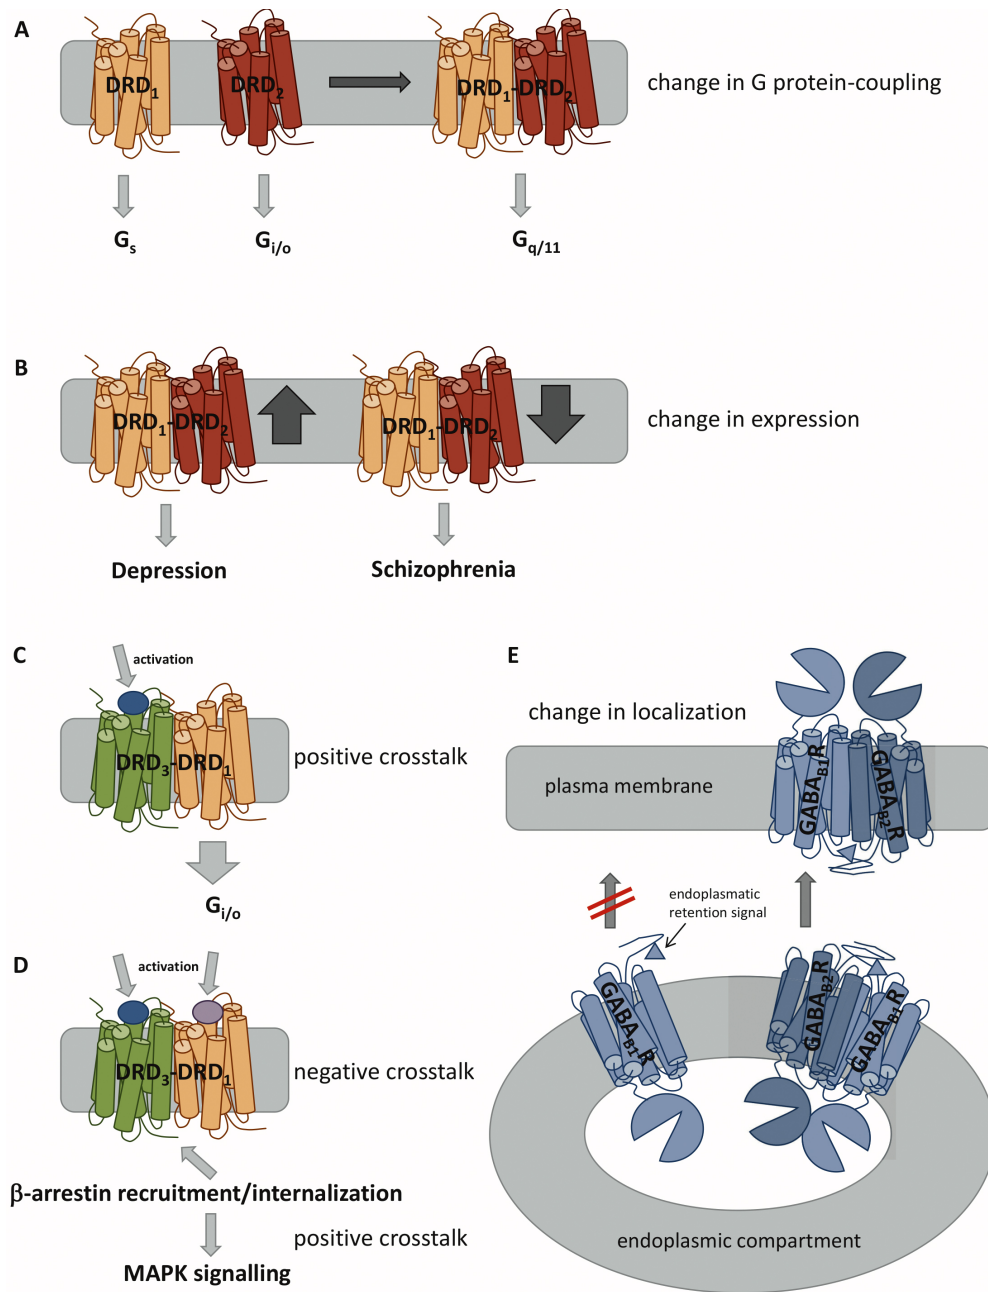 A
DRD1
DRD2
DRD1-DRD2
change in G protein-coupling
Gs
Gi/o
Gq/11
B
DRD1-DRD2
DRD1-DRD2
change in expression
Depression
Schizophrenia
C
activation
DRD3-DRD1
positive crosstalk
Gi/o
D
activation
DRD3-DRD1
negative crosstalk
β-arrestin recruitment/internalization
positive crosstalk
MAPK signalling
E
change in localization
plasma membrane
GABAB1R
GABAB2R
endoplasmatic
retention signal
GABAB1R
GABAB2R
GABAB1R
endoplasmic compartment